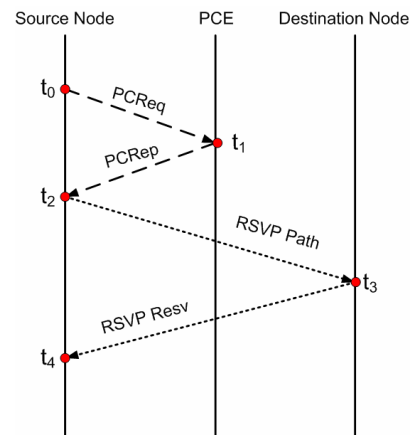 Source Node PCE Destination Node
t0
PCReq
t1
PCRep
t2
RSVP Path
t3
RSVP Resv
t4